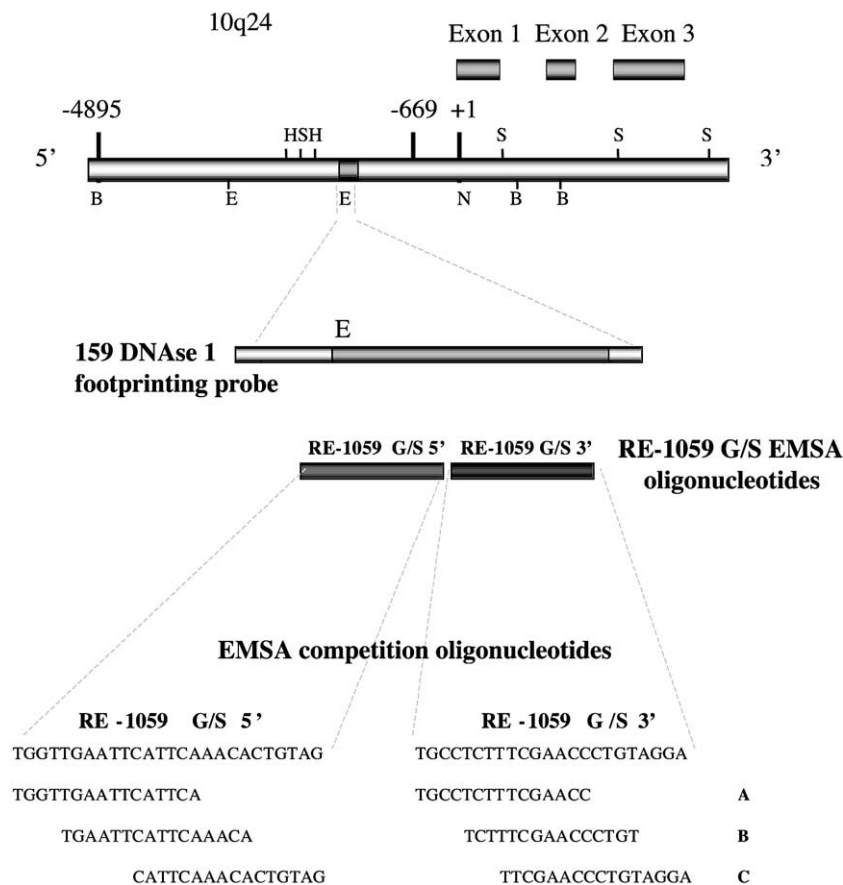 10q24
Exon 1 Exon 2 Exon 3
-4895 -669 +1
H S H S S S
5’ 3’
B E E N B B
E
159 DNAse 1
footprinting probe
RE-1059 G/S 5’ RE-1059 G/S 3’
RE-1059 G/S EMSA
oligonucleotides
EMSA competition oligonucleotides
RE -1059 G/S 5’ RE -1059 G /S 3’
TGGTTGAATTCATTCAAACACTGTAG TGCCTCTTTCGAACCCTGTAGGA
TGGTTGAATTCATTCA TGCCTCTTTCGAACC A
TGAATTCATTCAAACA TCTTTCGAACCCTGT B
CATTCAAACACTGTAG TTCGAACCCTGTAGGA C